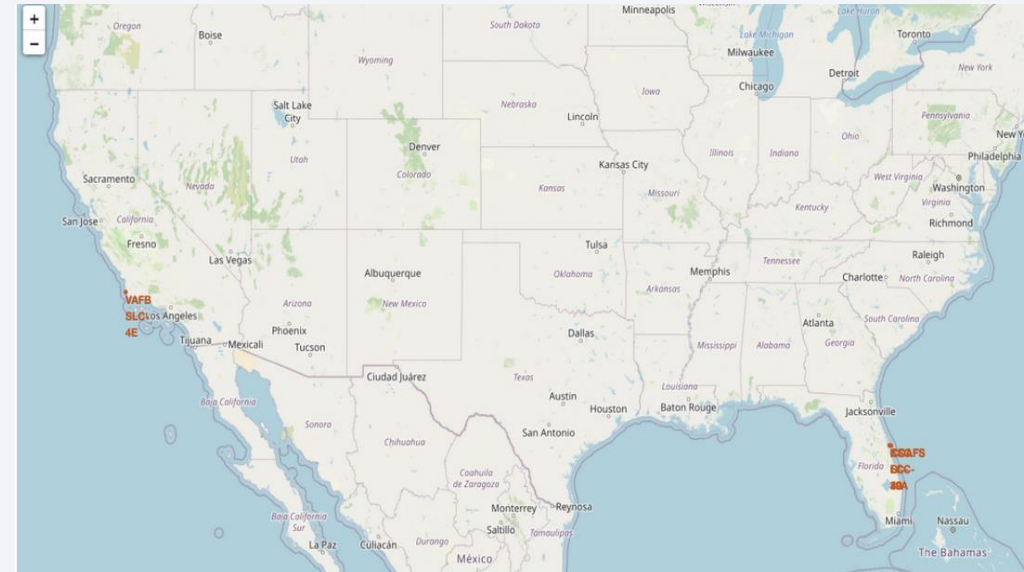 +
−
Oregon
Boise
South Dakota
Minneapolis
Lake Huron
Toronto
Lake Michigan
Milwaukee
Wyoming
Detroit
New York
Chicago
Iowa
Salt Lake
City
Nebraska
Lincoln
Pennsylvania
New Y
Ohio
Utah
Denver
Illinois
Indiana
Philadelphia
Kansas City
Colorado
Sacramento
Nevada
Kansas
Missouri
West Virginia
Washington
Virginia
Kentucky
San Jose
California
Richmond
Fresno
Tulsa
Las Vegas
Raleigh
Tennessee
Albuquerque
Oklahoma
Memphis
Charlotte
North Carolina
Arkansas
VAFB
SLC-
4E
Los Angeles
Arizona
New Mexico
South Carolina
Atlanta
Phoenix
Dallas
Tijuana
Mexicali
Tucson
Mississippi
Alabama
Georgia
Ciudad Juárez
Texas
Louisiana
Austin
Baja California
Houston
Baton Rouge
Jacksonville
Sonora
San Antonio
Chihuahua
Florida
Coahuila
de Zaragoza
Monterrey
Reynosa
Baja California
Sur
Saltillo
Tamaulipas
Miami
Nassau
La Paz
Culiacán
Durango
México
The Bahamas